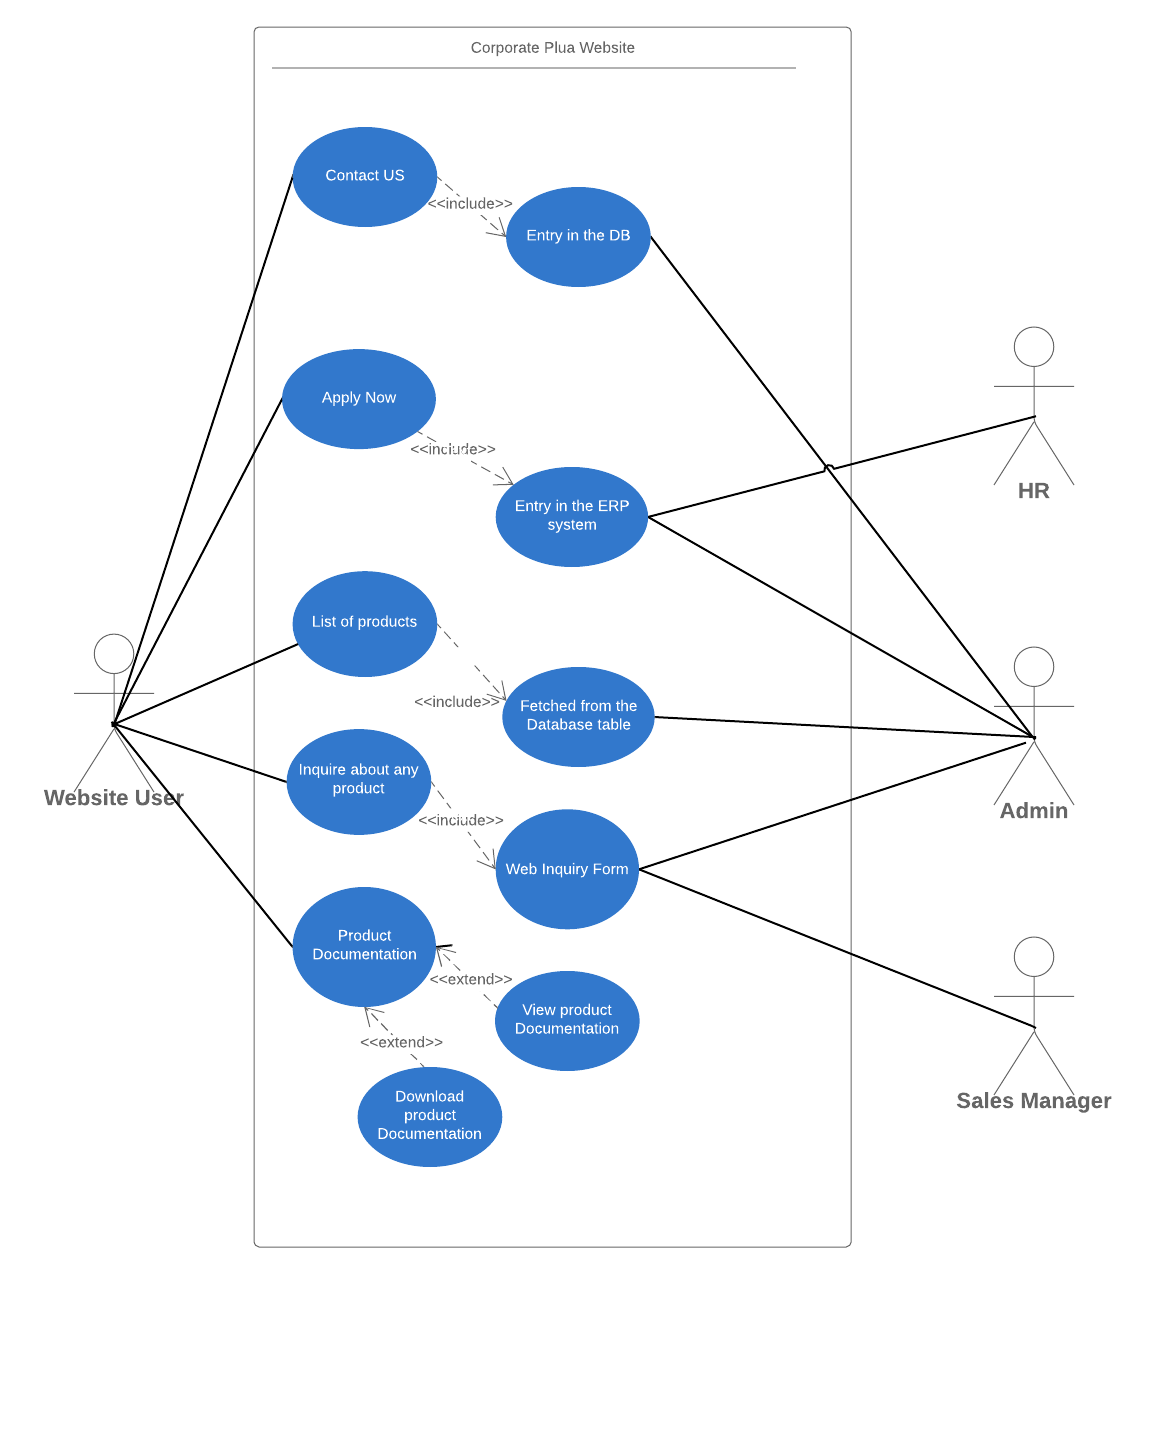 Corporate Plua Website
Contact US
<<include>>
Entry in the DB
Apply Now
<<include>>
HR
Entry in the ERP
system
List of products
<<include>>
Fetched from the
Database table
Inquire about any
product
Website User
Admin
<<include>>
Web Inquiry Form
Product
Documentation
<<extend>>
View product
Documentation
<<extend>>
Download
product
Documentation
Sales Manager